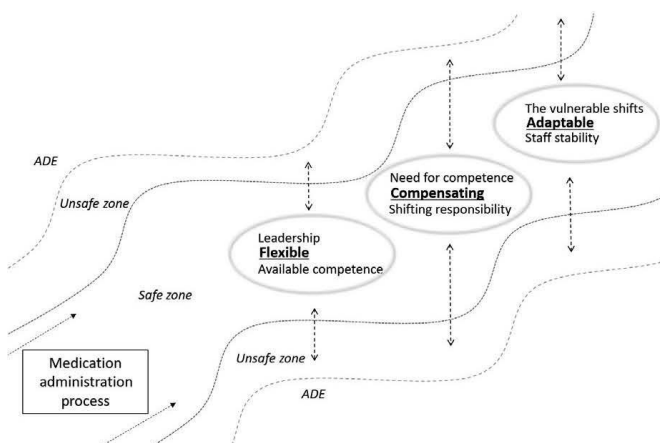 The vulnerable shifts
Adaptable
Staff stability
ADE
Need for competence
Compensating
Shifting responsibility
Unsafe zone
Leadership
Flexible
Available competence
Safe zone
Unsafe zone
Medication
administration
process
ADE